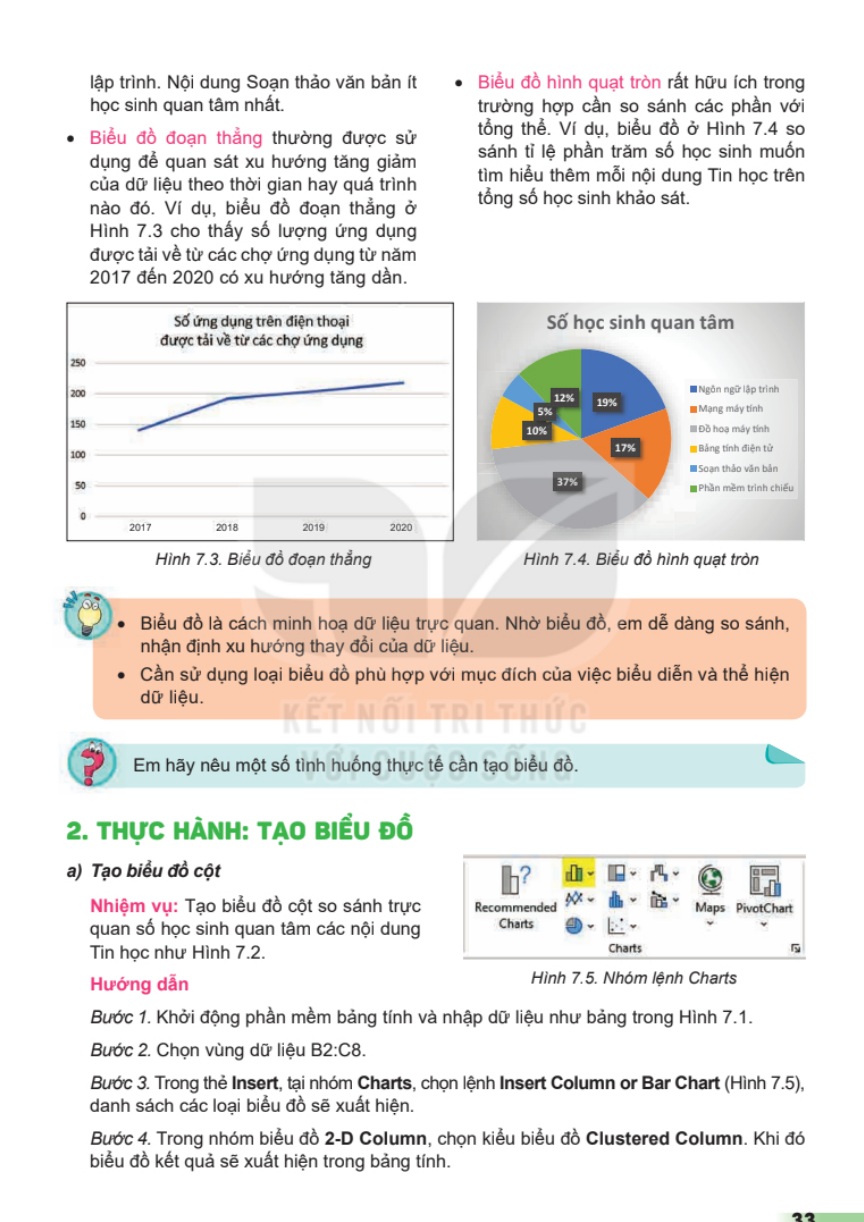 lập trình. Nội dung Soạn thảo văn bản ít
học sinh quan tâm nhất.
• Biểu đồ đoạn thẳng thường được sử
dụng để quan sát xu hướng tăng giảm
của dữ liệu theo thời gian hay quá trình
nào đó. Ví dụ, biểu đồ đoạn thẳng ở
Hình 7.3 cho thấy số lượng ứng dụng
được tải về từ các chợ ứng dụng từ năm
2017 đến 2020 có xu hướng tăng dần.
• Biểu đồ hình quạt tròn rất hữu ích trong
trường hợp cần so sánh các phần với
tổng thể. Ví dụ, biểu đồ ở Hình 7.4 so
sánh tỉ lệ phần trăm số học sinh muốn
tìm hiểu thêm mỗi nội dung Tin học trên
tổng số học sinh khảo sát.
Số ứng dụng trên điện thoại
được tải về từ các chợ ứng dụng
250
200
150
100
50
0
2017 2018 2019 2020
Hình 7.3. Biểu đồ đoạn thẳng
Số học sinh quan tâm
12%
19%
5%
10%
17%
37%
Ngôn ngữ lập trình
Mạng máy tính
Đồ hoạ máy tính
Bảng tính điện tử
Soạn thảo văn bản
Phần mềm trình chiếu
Hình 7.4. Biểu đồ hình quạt tròn
• Biểu đồ là cách minh hoạ dữ liệu trực quan. Nhờ biểu đồ, em dễ dàng so sánh,
nhận định xu hướng thay đổi của dữ liệu.
• Cần sử dụng loại biểu đồ phù hợp với mục đích của việc biểu diễn và thể hiện
dữ liệu.
KẾT NỐI TRI THỨC
VỚI CUỘC SỐNG
Em hãy nêu một số tình huống thực tế cần tạo biểu đồ.
2. THỰC HÀNH: TẠO BIỂU ĐỒ
a) Tạo biểu đồ cột
Nhiệm vụ: Tạo biểu đồ cột so sánh trực
quan số học sinh quan tâm các nội dung
Tin học như Hình 7.2.
Recommended
Charts
Maps
PivotChart
Charts
Hình 7.5. Nhóm lệnh Charts
Hướng dẫn
Bước 1. Khởi động phần mềm bảng tính và nhập dữ liệu như bảng trong Hình 7.1.
Bước 2. Chọn vùng dữ liệu B2:C8.
Bước 3. Trong thẻ Insert, tại nhóm Charts, chọn lệnh Insert Column or Bar Chart (Hình 7.5),
danh sách các loại biểu đồ sẽ xuất hiện.
Bước 4. Trong nhóm biểu đồ 2-D Column, chọn kiểu biểu đồ Clustered Column. Khi đó
biểu đồ kết quả sẽ xuất hiện trong bảng tính.
33